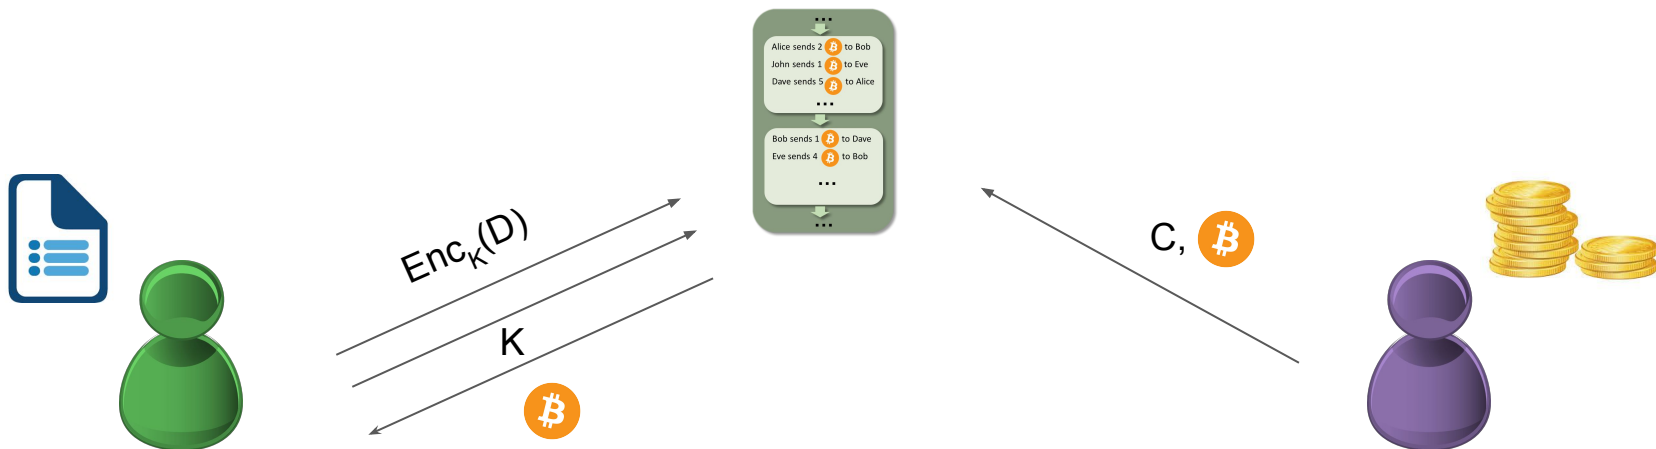 ...
Alice sends 2 ₿ to Bob
John sends 1 ₿ to Eve
Dave sends 5 ₿ to Alice
...
Bob sends 1 ₿ to Dave
Eve sends 4 ₿ to Bob
...
...
Enc_K(D)
K
₿
C, ₿